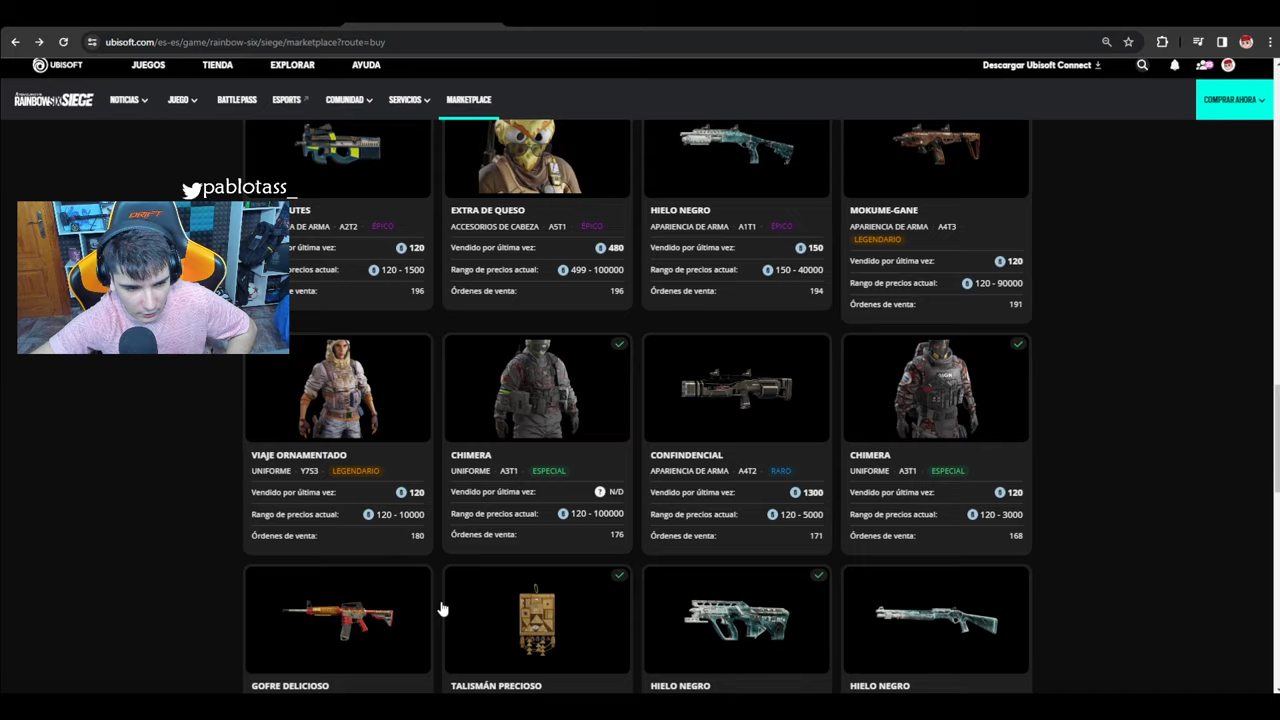 ubisoft.com/es-es/game/rainbow-six/siege/marketplace?route=buy
UBISOFT JUEGOS TIENDA EXPLORAR AYUDA Descargar Ubisoft Connect
RAINBOWSIX SIEGE NOTICIAS JUEGO BATTLE PASS ESPORTS COMUNIDAD SERVICIOS MARKETPLACE COMPRAR AHORA
pablotass_
DRIFT
A2T2 ÉPICO
120
120 - 1500
196
EXTRA DE QUESO
ACCESORIOS DE CABEZA A5T1 ÉPICO
Vendido por última vez: 480
Rango de precios actual: 499 - 100000
Órdenes de venta: 196
HIELO NEGRO
APARIENCIA DE ARMA A1T1 ÉPICO
Vendido por última vez: 150
Rango de precios actual: 150 - 40000
Órdenes de venta: 194
MOKUME-GANE
APARIENCIA DE ARMA A4T3
LEGENDARIO
Vendido por última vez: 120
Rango de precios actual: 120 - 90000
Órdenes de venta: 191
VIAJE ORNAMENTADO
UNIFORME Y7S3 LEGENDARIO
Vendido por última vez: 120
Rango de precios actual: 120 - 10000
Órdenes de venta: 180
CHIMERA
UNIFORME A3T1 ESPECIAL
Vendido por última vez: ? N/D
Rango de precios actual: 120 - 100000
Órdenes de venta: 176
CONFINDENCIAL
APARIENCIA DE ARMA A4T2 RARO
Vendido por última vez: 1300
Rango de precios actual: 120 - 5000
Órdenes de venta: 171
CHIMERA
UNIFORME A3T1 ESPECIAL
Vendido por última vez: 120
Rango de precios actual: 120 - 3000
Órdenes de venta: 168
GOFRE DELICIOSO
TALISMÁN PRECIOSO
HIELO NEGRO
HIELO NEGRO